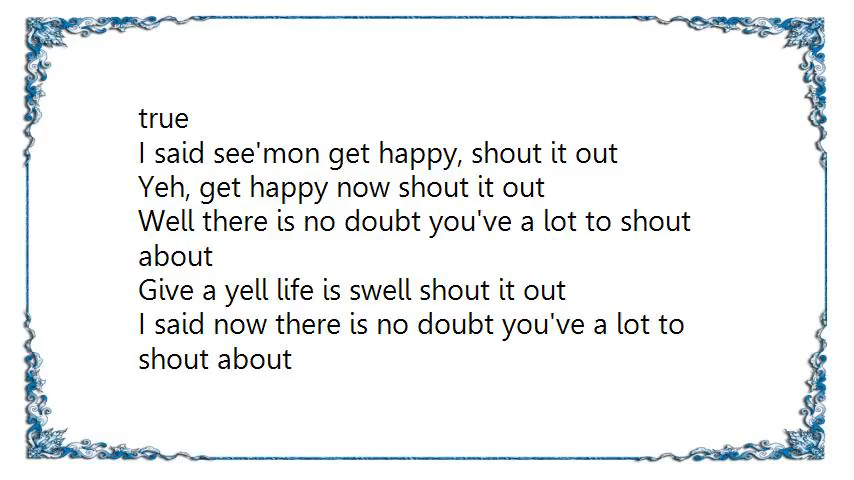 true
I said see'mon get happy, shout it out
Yeh, get happy now shout it out
Well there is no doubt you've a lot to shout
about
Give a yell life is swell shout it out
I said now there is no doubt you've a lot to
shout about